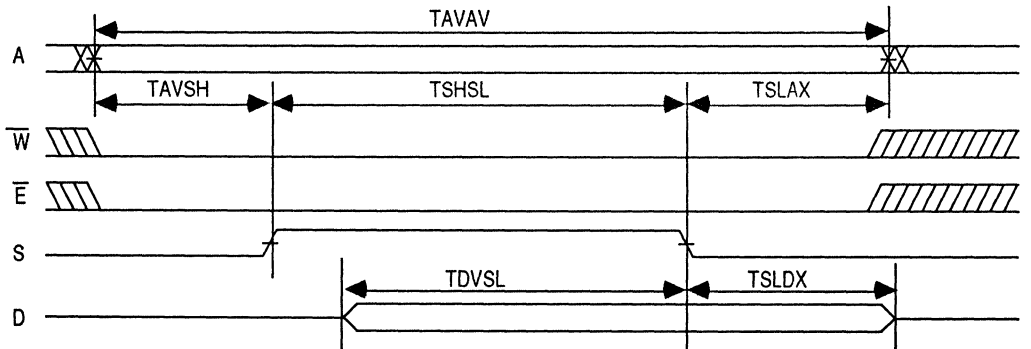 TAVAV
A
TAVSH TSHSL TSLAX
W̅
E̅
S
TDVSL TSLDX
D